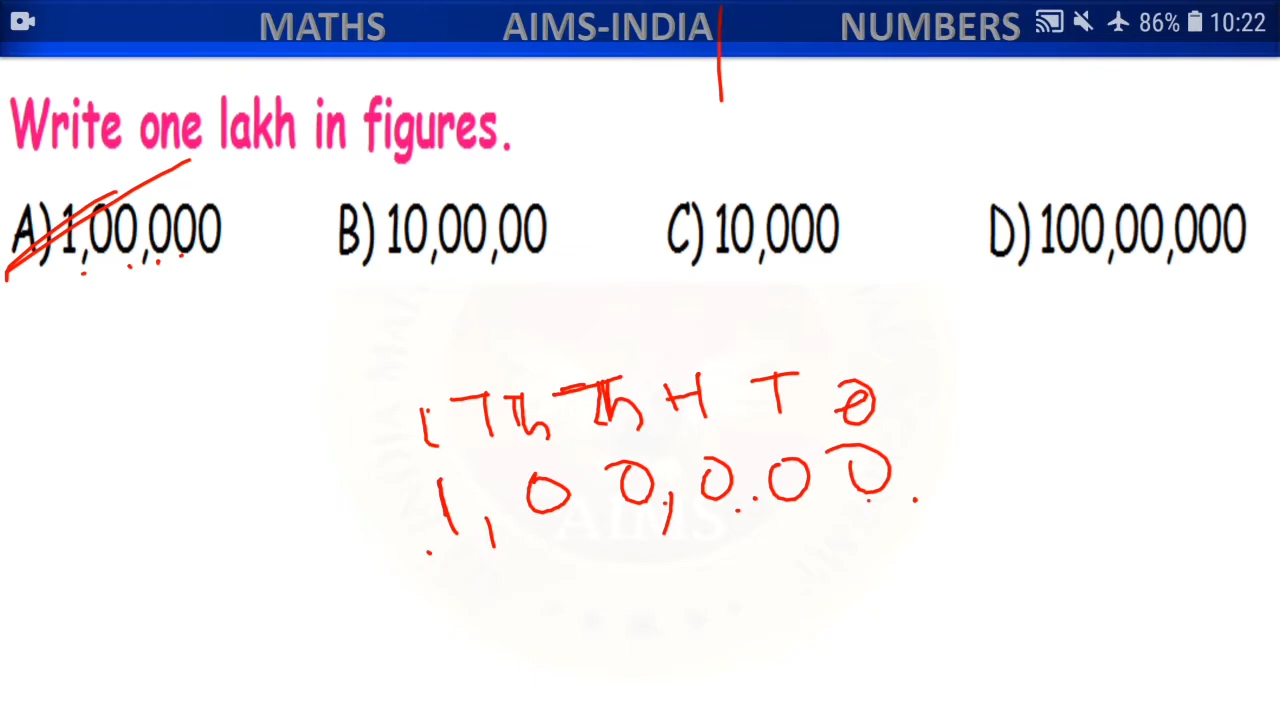 MATHS AIMS-INDIA NUMBERS 86% 10:22
Write one lakh in figures.
A) 1,00,000 B) 10,00,00 C) 10,000 D) 100,00,000
L TTh Th H T O
1,00,000
AIMS